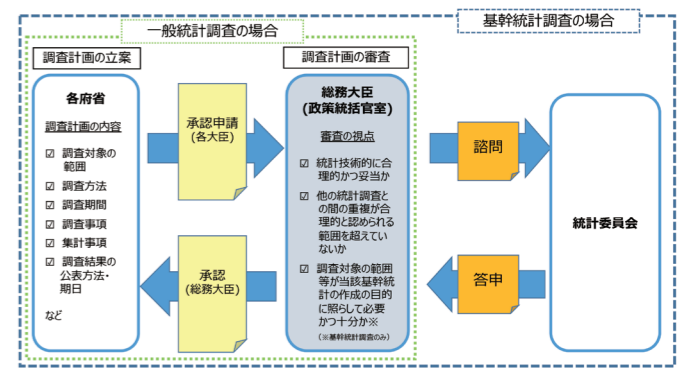 基幹統計調査の場合
一般統計調査の場合
調査計画の立案
各府省
調査計画の内容
☑ 調査対象の
範囲
☑ 調査方法
☑ 調査期間
☑ 調査事項
☑ 集計事項
☑ 調査結果の
公表方法・
期日
など
承認申請
(各大臣)
承認
(総務大臣)
調査計画の審査
総務大臣
(政策統括官室)
審査の視点
☑ 統計技術的に合
理的かつ妥当か
☑ 他の統計調査と
の間の重複が合
理的と認められる
範囲を超えてい
ないか
☑ 調査対象の範囲
等が当該基幹統
計の作成の目的
に照らして必要
かつ十分か※
(※基幹統計調査のみ)
諮問
答申
統計委員会